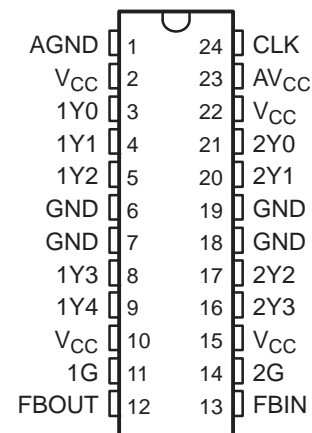 AGND 1 24 CLK
VCC 2 23 AVCC
1Y0 3 22 VCC
1Y1 4 21 2Y0
1Y2 5 20 2Y1
GND 6 19 GND
GND 7 18 GND
1Y3 8 17 2Y2
1Y4 9 16 2Y3
VCC 10 15 VCC
1G 11 14 2G
FBOUT 12 13 FBIN